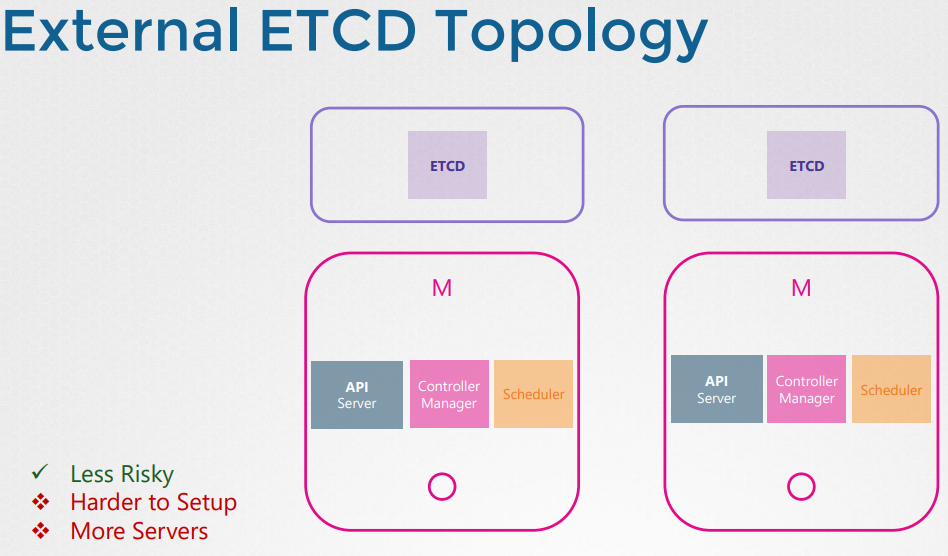 External ETCD Topology
ETCD
ETCD
M
API
Server
Controller
Manager
Scheduler
M
API
Server
Controller
Manager
Scheduler
Less Risky
Harder to Setup
More Servers